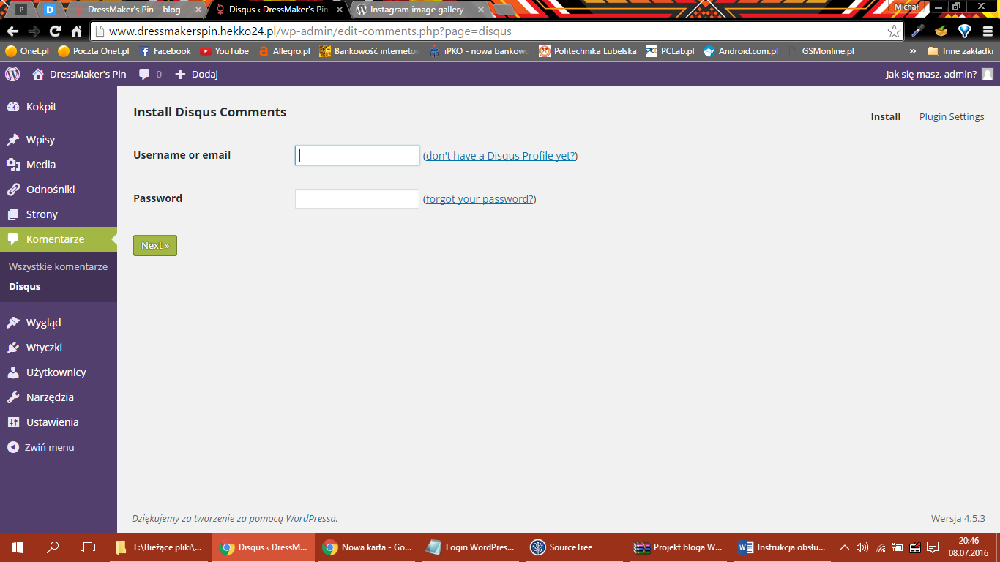 Michał
P
D
DressMaker's Pin – blog
Disqus ‹ DressMaker's Pin
Instagram image gallery –
www.dressmakerspin.hekko24.pl/wp-admin/edit-comments.php?page=disqus
Onet.pl
Poczta Onet.pl
Facebook
YouTube
Allegro.pl
Bankowość internetow
iPKO - nowa bankowc
Politechnika Lubelska
PCLab.pl
Android.com.pl
GSMonline.pl
»
Inne zakładki
DressMaker's Pin
0
Dodaj
Jak się masz, admin?
Kokpit
Wpisy
Media
Odnośniki
Strony
Komentarze
Wszystkie komentarze
Disqus
Wygląd
Wtyczki
Użytkownicy
Narzędzia
Ustawienia
Zwiń menu
Install Disqus Comments
Install
Plugin Settings
Username or email
(don't have a Disqus Profile yet?)
Password
(forgot your password?)
Next »
Dziękujemy za tworzenie za pomocą WordPressa.
Wersja 4.5.3
F:\Bieżące pliki\...
Disqus ‹ DressM...
Nowa karta - Go...
Login WordPres...
SourceTree
Projekt bloga W...
Instrukcja obsłu...
20:46
08.07.2016